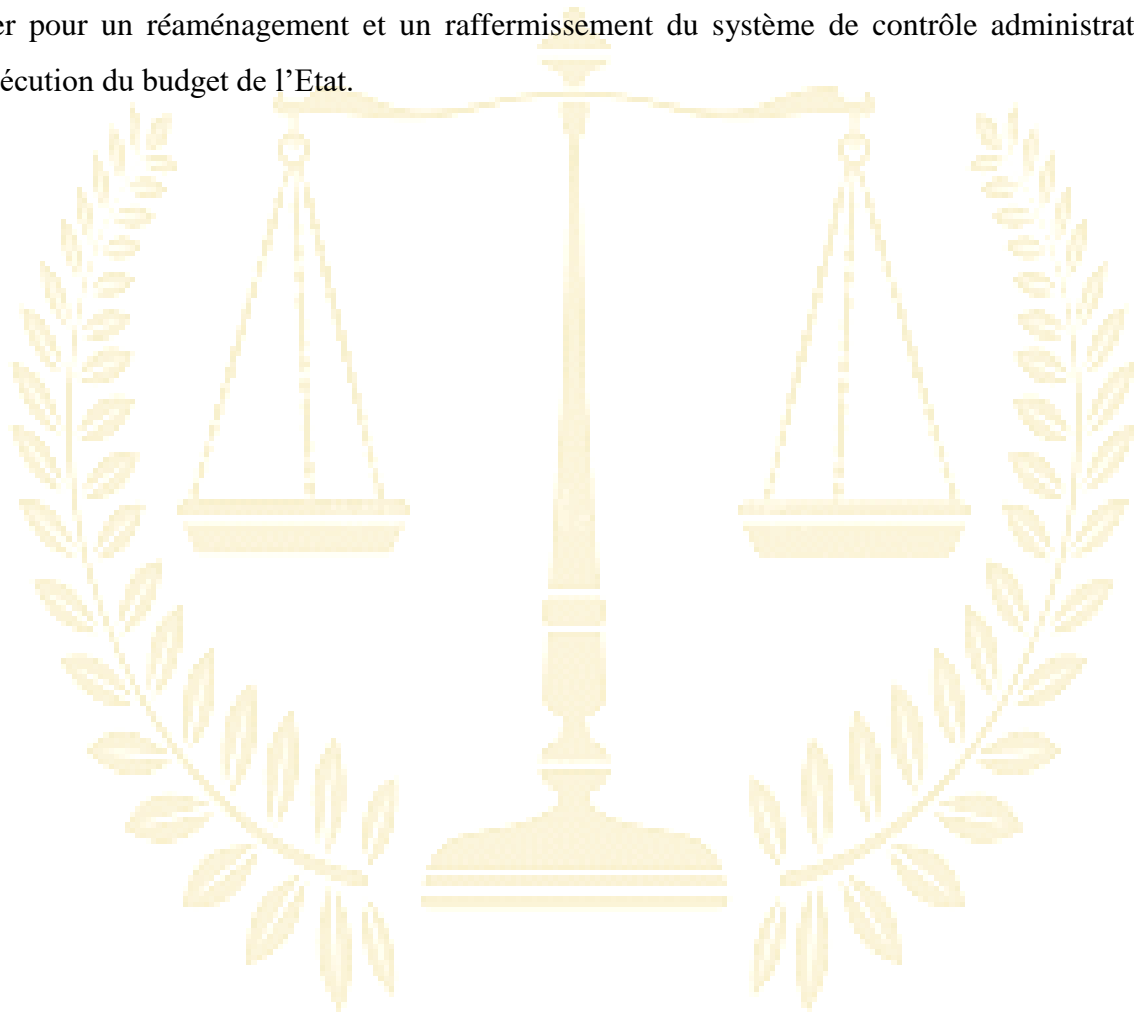 er pour un réaménagement et un raffermissement du système de contrôle administrat
écution du budget de l’Etat.